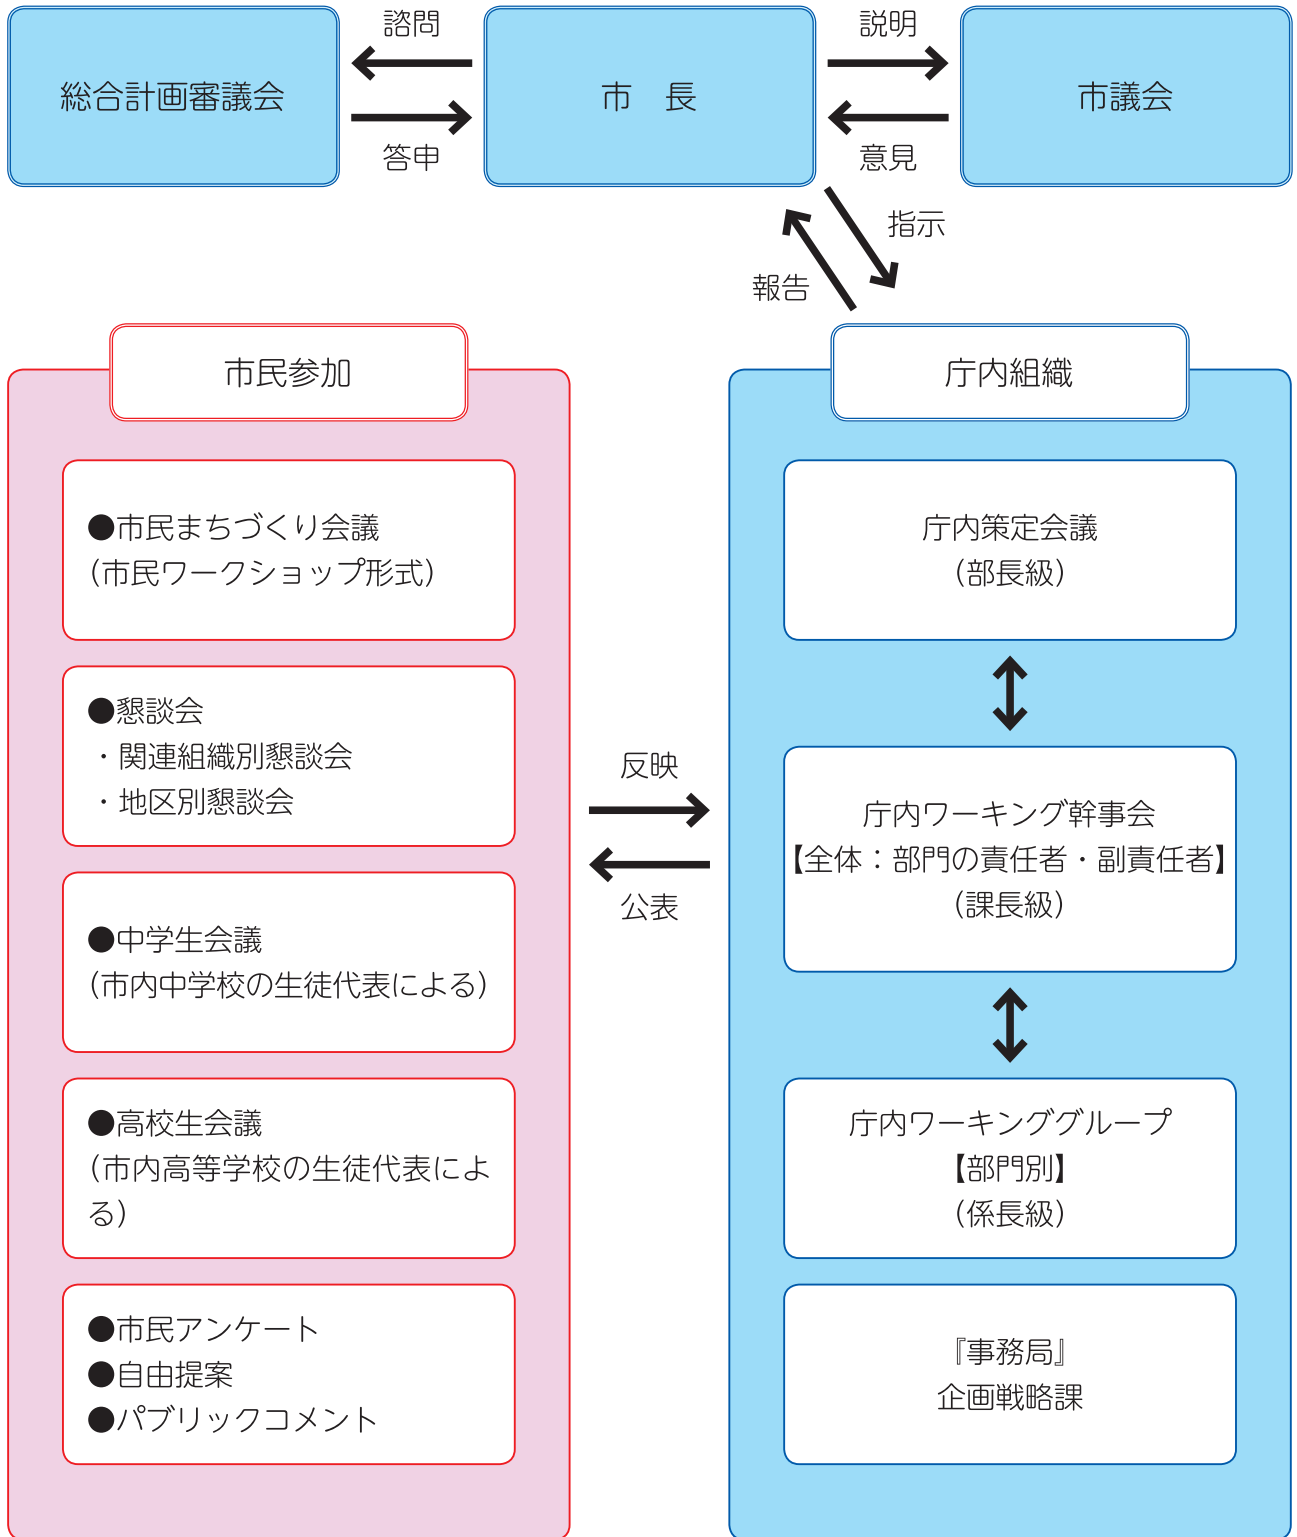 諮問
説明
総合計画審議会
市　長
市議会
答申
意見
指示
報告
市民参加
●市民まちづくり会議
（市民ワークショップ形式）
●懇談会
・関連組織別懇談会
・地区別懇談会
●中学生会議
（市内中学校の生徒代表による）
●高校生会議
（市内高等学校の生徒代表によ
る）
●市民アンケート
●自由提案
●パブリックコメント
反映
公表
庁内組織
庁内策定会議
（部長級）
庁内ワーキング幹事会
【全体：部門の責任者・副責任者】
（課長級）
庁内ワーキンググループ
【部門別】
（係長級）
『事務局』
企画戦略課